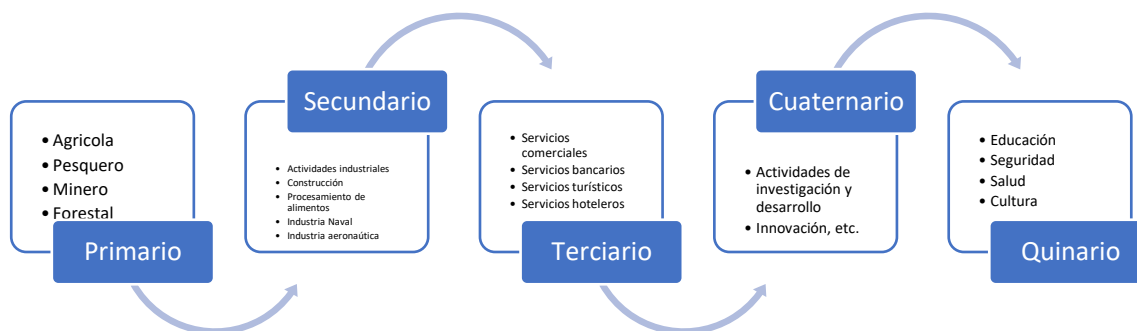 • Agricola
• Pesquero
• Minero
• Forestal
Primario
Secundario
• Actividades industriales
• Construcción
• Procesamiento de
alimentos
• Industria Naval
• Industria aeronaútica
• Servicios
comerciales
• Servicios bancarios
• Servicios turísticos
• Servicios hoteleros
Terciario
Cuaternario
• Actividades de
investigación y
desarrollo
• Innovación, etc.
• Educación
• Seguridad
• Salud
• Cultura
Quinario